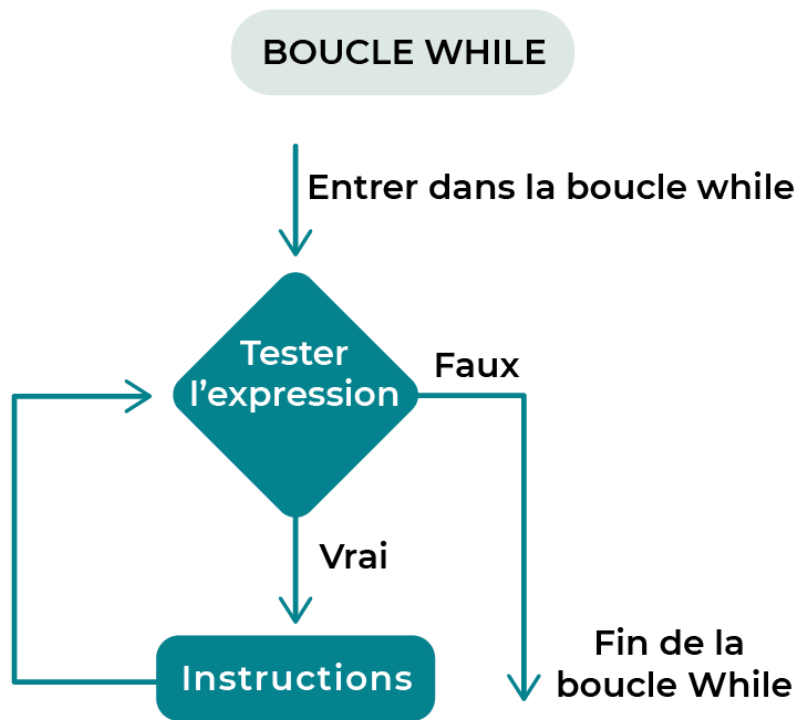 BOUCLE WHILE
Entrer dans la boucle while
Tester
l’expression
Faux
Vrai
Instructions
Fin de la
boucle While